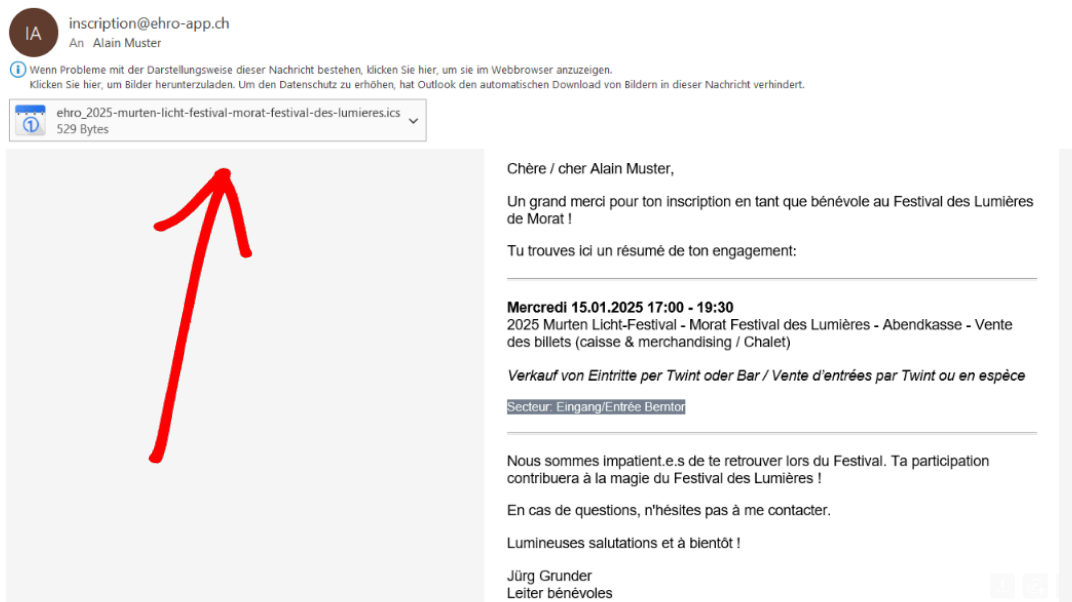 IA
inscription@ehro-app.ch
An Alain Muster
Wenn Probleme mit der Darstellungsweise dieser Nachricht bestehen, klicken Sie hier, um sie im Webbrowser anzuzeigen.
Klicken Sie hier, um Bilder herunterzuladen. Um den Datenschutz zu erhöhen, hat Outlook den automatischen Download von Bildern in dieser Nachricht verhindert.
ehro_2025-murten-licht-festival-morat-festival-des-lumieres.ics
529 Bytes
Chère / cher Alain Muster,
Un grand merci pour ton inscription en tant que bénévole au Festival des Lumières
de Morat !
Tu trouves ici un résumé de ton engagement:
Mercredi 15.01.2025 17:00 - 19:30
2025 Murten Licht-Festival - Morat Festival des Lumières - Abendkasse - Vente
des billets (caisse & merchandising / Chalet)
Verkauf von Eintritte per Twint oder Bar / Vente d'entrées par Twint ou en espèce
Secteur: Eingang/Entrée Berntor
Nous sommes impatient.e.s de te retrouver lors du Festival. Ta participation
contribuera à la magie du Festival des Lumières !
En cas de questions, n'hésites pas à me contacter.
Lumineuses salutations et à bientôt !
Jürg Grunder
Leiter bénévoles